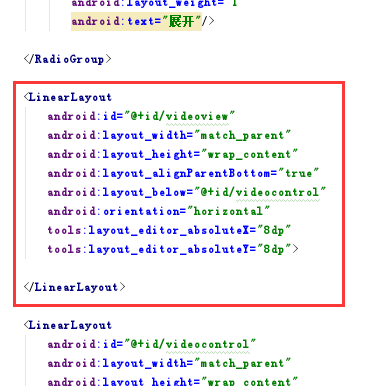 android:layout_weight="1"
android:text="展开"/>
</RadioGroup>
<LinearLayout
android:id="@+id/videoview"
android:layout_width="match_parent"
android:layout_height="wrap_content"
android:layout_alignParentBottom="true"
android:layout_below="@+id/videocontrol"
android:orientation="horizontal"
tools:layout_editor_absoluteX="8dp"
tools:layout_editor_absoluteY="8dp">
</LinearLayout>
<LinearLayout
android:id="@+id/videocontrol"
android:layout_width="match_parent"
android:layout_height="wrap_content"